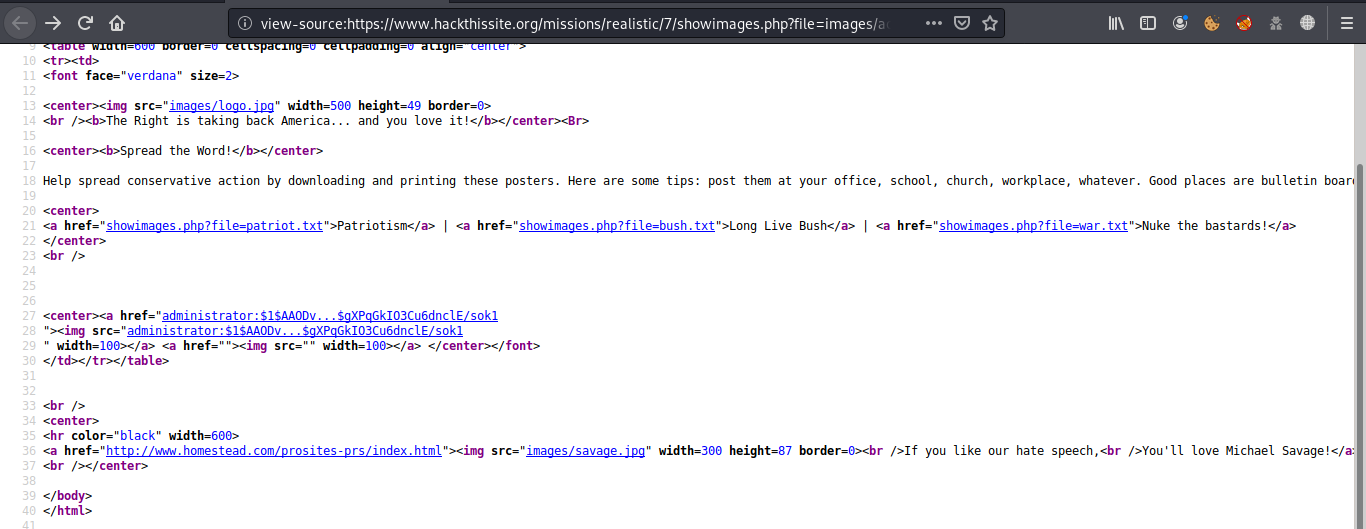 view-source:https://www.hackthissite.org/missions/realistic/7/showimages.php?file=images/ac
9 <table width=600 border=0 cellspacing=0 cellpadding=0 align="center">
10 <tr><td>
11 <font face="verdana" size=2>
12
13 <center><img src="images/logo.jpg" width=500 height=49 border=0>
14 <br /><b>The Right is taking back America... and you love it!</b></center><Br>
15
16 <center><b>Spread the Word!</b></center>
17
18 Help spread conservative action by downloading and printing these posters. Here are some tips: post them at your office, school, church, workplace, whatever. Good places are bulletin boar
19
20 <center>
21 <a href="showimages.php?file=patriot.txt">Patriotism</a> | <a href="showimages.php?file=bush.txt">Long Live Bush</a> | <a href="showimages.php?file=war.txt">Nuke the bastards!</a>
22 </center>
23 <br />
24
25
26
27 <center><a href="administrator:$1$AAODv...$gXPqGkIO3Cu6dnclE/sok1
28 "><img src="administrator:$1$AAODv...$gXPqGkIO3Cu6dnclE/sok1
29 " width=100></a> <a href=""><img src="" width=100></a> </center></font>
30 </td></tr></table>
31
32
33 <br />
34 <center>
35 <hr color="black" width=600>
36 <a href="http://www.homestead.com/prosites-prs/index.html"><img src="images/savage.jpg" width=300 height=87 border=0><br />If you like our hate speech,<br />You'll love Michael Savage!</a>
37 <br /></center>
38
39 </body>
40 </html>
41